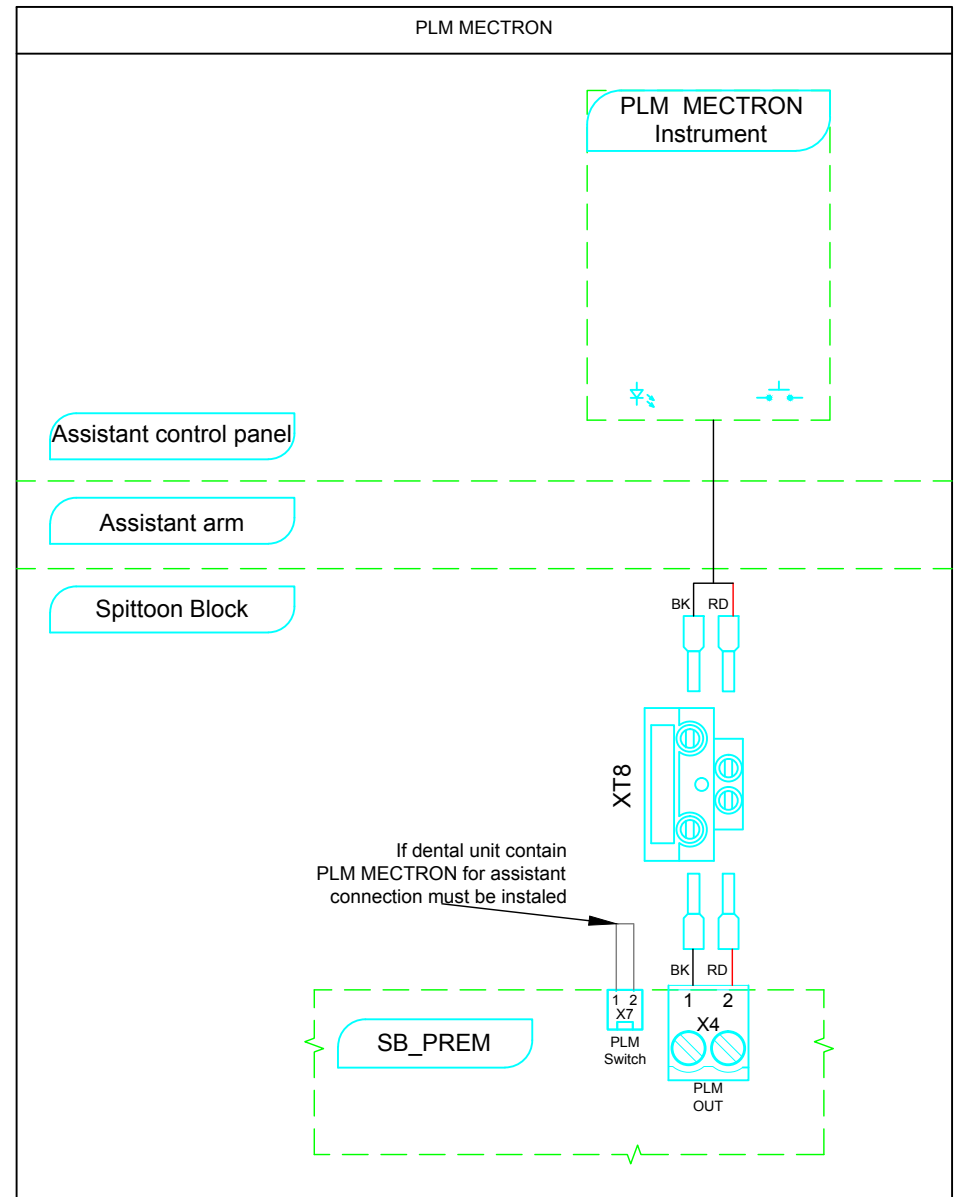 PLM MECTRON
PLM MECTRON
Instrument
Assistant control panel
Assistant arm
Spittoon Block
BK RD
XT8
If dental unit contain
PLM MECTRON for assistant
connection must be instaled
BK RD
1 2
X7
PLM
Switch
1 2
X4
PLM
OUT
SB_PREM